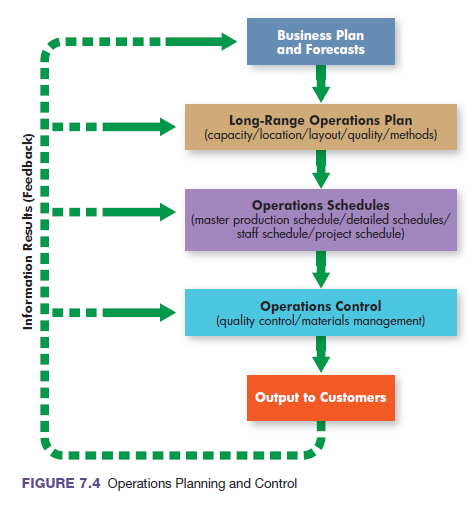 Business Plan
and Forecasts
Long-Range Operations Plan
(capacity/location/layout/quality/methods)
Operations Schedules
(master production schedule/detailed schedules/
staff schedule/project schedule)
Operations Control
(quality control/materials management)
Output to Customers
Information Results (Feedback)
FIGURE 7.4 Operations Planning and Control